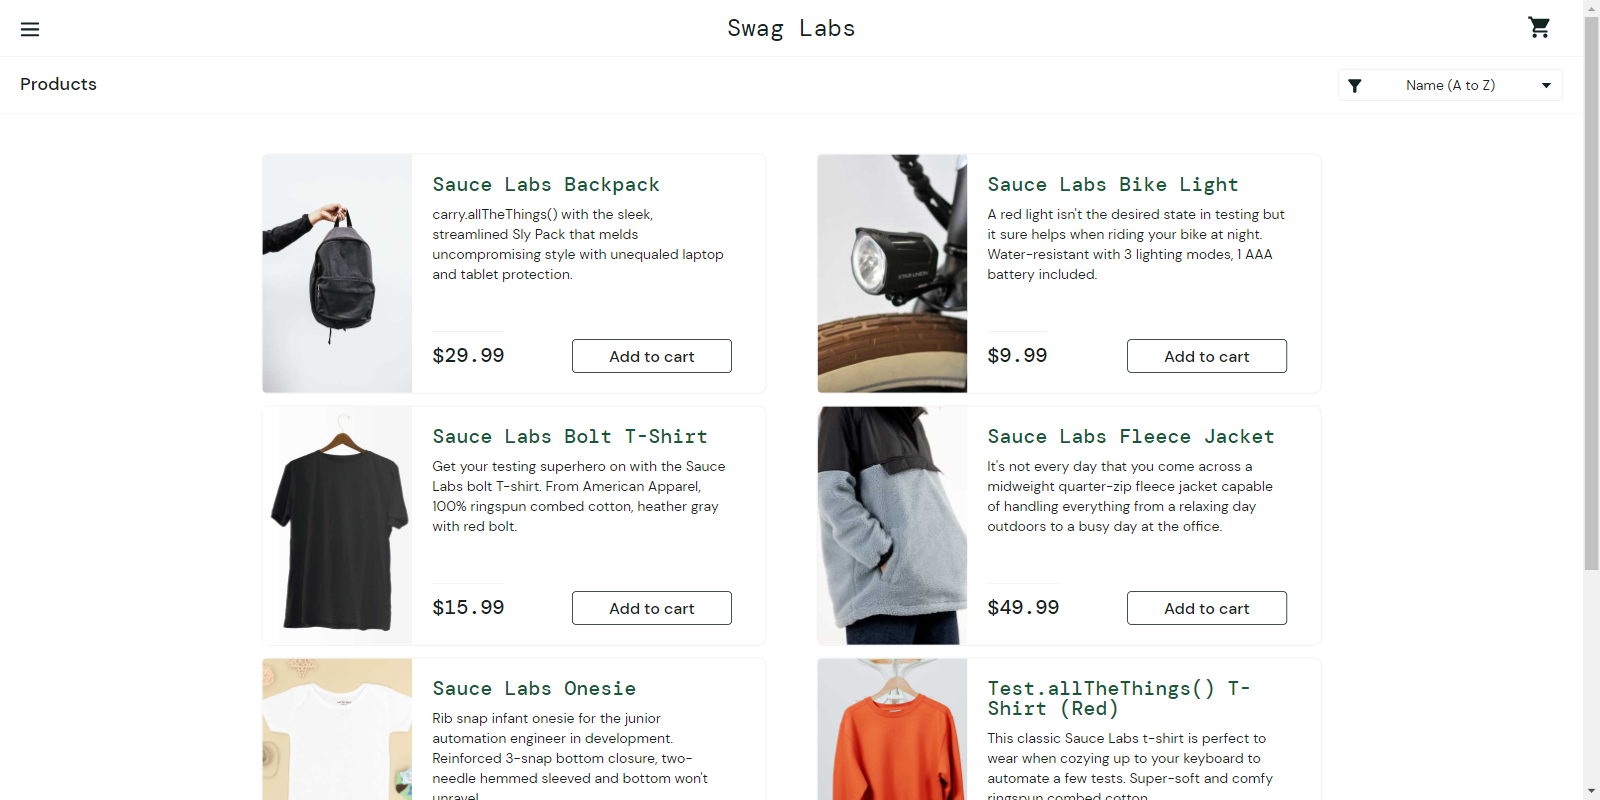 Swag Labs
Products
Name (A to Z)
Sauce Labs Backpack
carry.allTheThings() with the sleek,
streamlined Sly Pack that melds
uncompromising style with unequaled laptop
and tablet protection.
$29.99
Add to cart
Sauce Labs Bike Light
A red light isn't the desired state in testing but
it sure helps when riding your bike at night.
Water-resistant with 3 lighting modes, 1 AAA
battery included.
$9.99
Add to cart
Sauce Labs Bolt T-Shirt
Get your testing superhero on with the Sauce
Labs bolt T-shirt. From American Apparel,
100% ringspun combed cotton, heather gray
with red bolt.
$15.99
Add to cart
Sauce Labs Fleece Jacket
It's not every day that you come across a
midweight quarter-zip fleece jacket capable
of handling everything from a relaxing day
outdoors to a busy day at the office.
$49.99
Add to cart
Sauce Labs Onesie
Rib snap infant onesie for the junior
automation engineer in development.
Reinforced 3-snap bottom closure, two-
needle hemmed sleeved and bottom won't
unravel.
Test.allTheThings() T-
Shirt (Red)
This classic Sauce Labs t-shirt is perfect to
wear when cozying up to your keyboard to
automate a few tests. Super-soft and comfy
ringspun combed cotton.